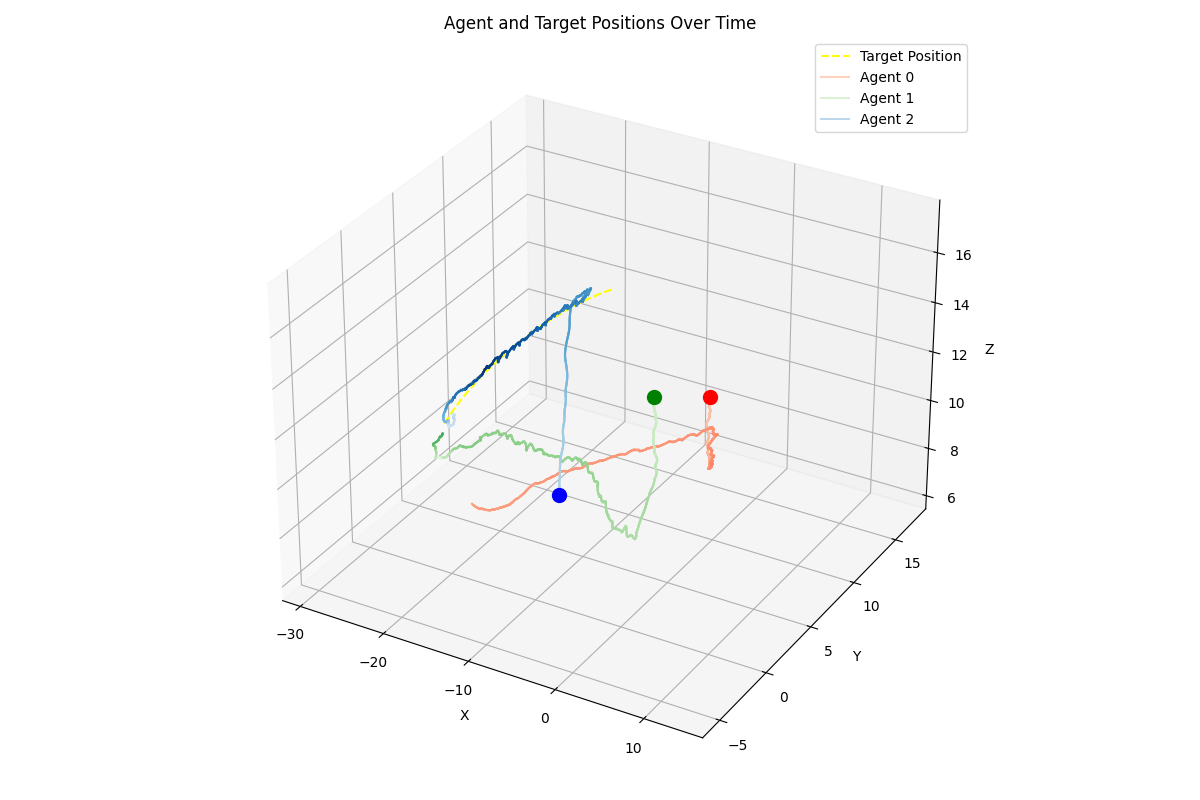 Agent and Target Positions Over Time
Target Position
Agent 0
Agent 1
Agent 2
16
14
Z
12
10
8
6
15
10
5
Y
0
−5
−30
−20
−10
X
0
10